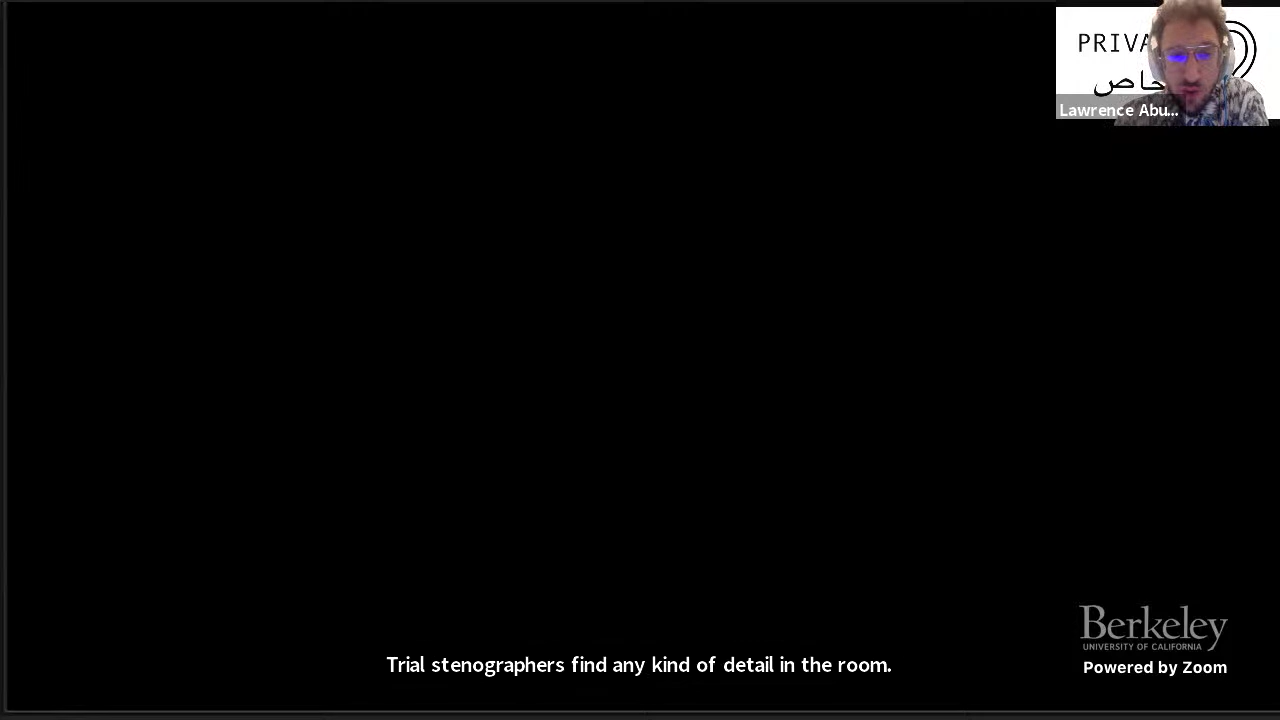 PRIVA
خاص
Lawrence Abu...
Berkeley
UNIVERSITY OF CALIFORNIA
Trial stenographers find any kind of detail in the room.
Powered by Zoom